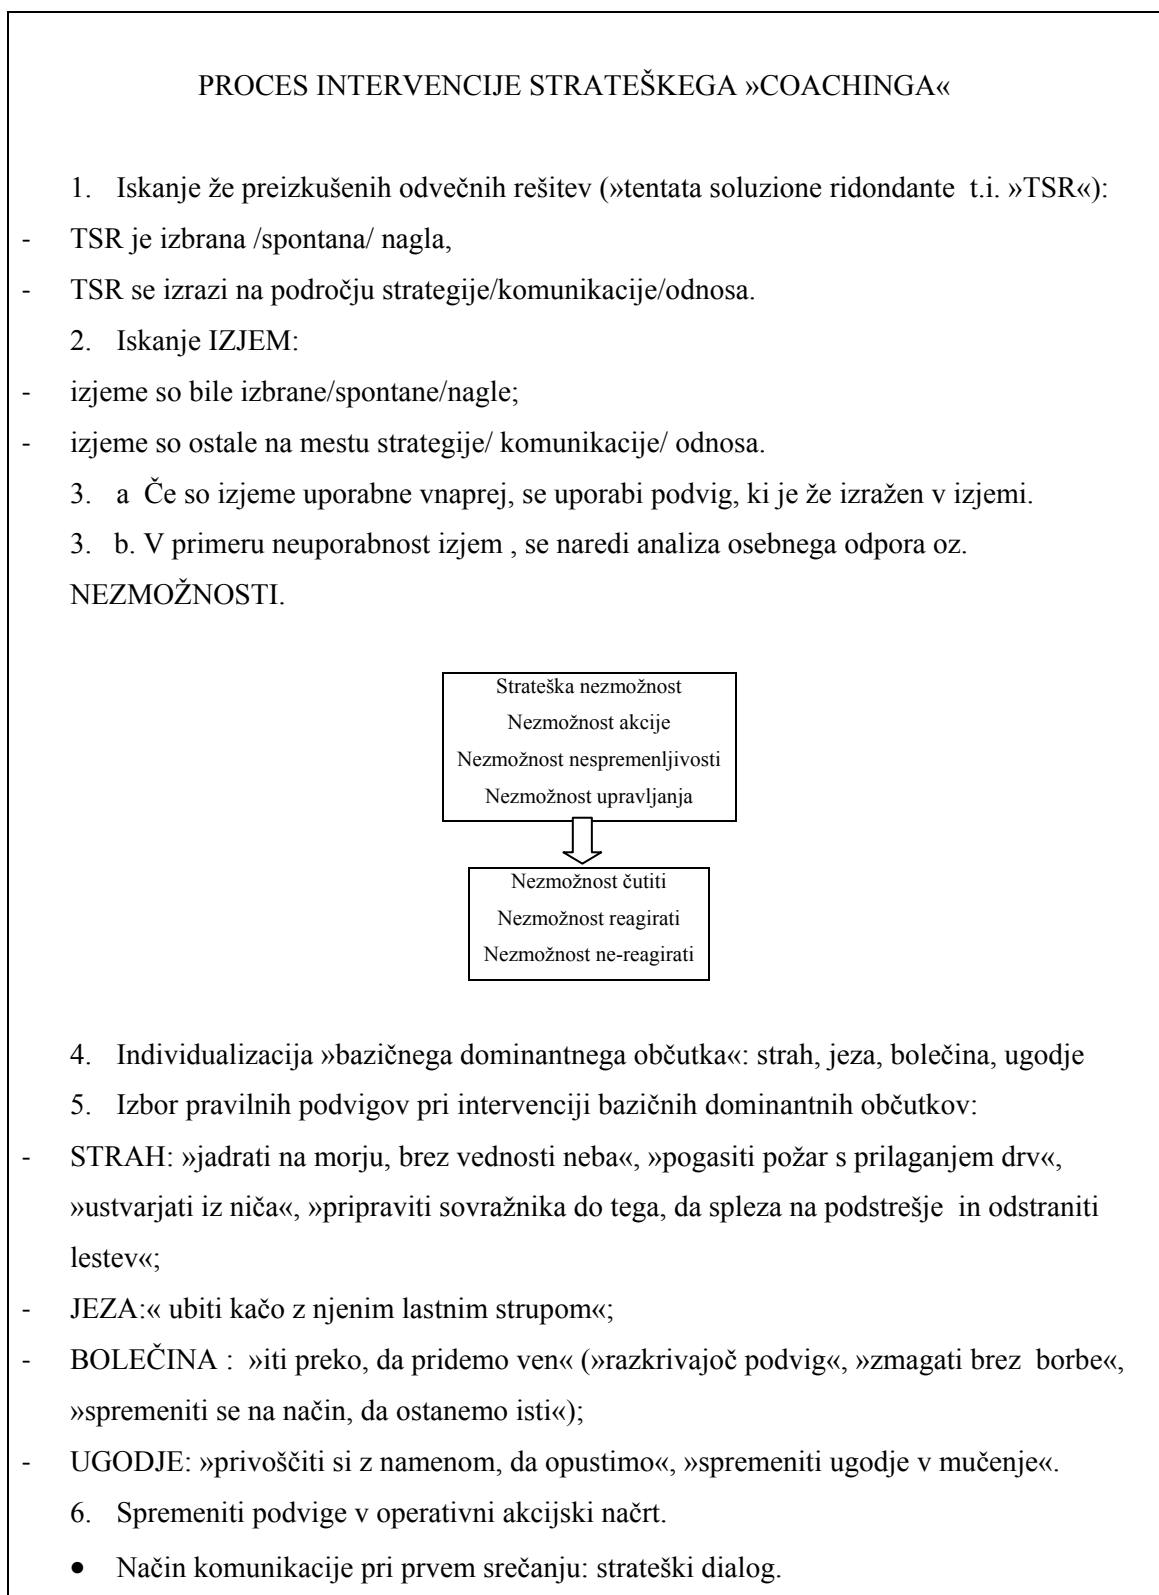 PROCES INTERVENCIJE STRATEŠKEGA »COACHINGA«
1. Iskanje že preizkušenih odvečnih rešitev (»tentata soluzione ridondante t.i. »TSR«):
- TSR je izbrana /spontana/ nagla,
- TSR se izrazi na področju strategije/komunikacije/odnosa.
2. Iskanje IZJEM:
- izjeme so bile izbrane/spontane/nagle;
- izjeme so ostale na mestu strategije/ komunikacije/ odnosa.
3. a Če so izjeme uporabne vnaprej, se uporabi podvig, ki je že izražen v izjemi.
3. b. V primeru neuporabnost izjem , se naredi analiza osebnega odpora oz.
NEZMOŽNOSTI.
Strateška nezmožnost
Nezmožnost akcije
Nezmožnost nespremenljivosti
Nezmožnost upravljanja
Nezmožnost čutiti
Nezmožnost reagirati
Nezmožnost ne-reagirati
4. Individualizacija »bazičnega dominantnega občutka«: strah, jeza, bolečina, ugodje
5. Izbor pravilnih podvigov pri intervenciji bazičnih dominantnih občutkov:
- STRAH: »jadrati na morju, brez vednosti neba«, »pogasiti požar s prilaganjem drv«,
»ustvarjati iz niča«, »pripraviti sovražnika do tega, da spleza na podstrešje in odstraniti
lestev«;
- JEZA:« ubiti kačo z njenim lastnim strupom«;
- BOLEČINA : »iti preko, da pridemo ven« (»razkrivajoč podvig«, »zmagati brez borbe«,
»spremeniti se na način, da ostanemo isti«);
- UGODJE: »privoščiti si z namenom, da opustimo«, »spremeniti ugodje v mučenje«.
6. Spremeniti podvige v operativni akcijski načrt.
• Način komunikacije pri prvem srečanju: strateški dialog.